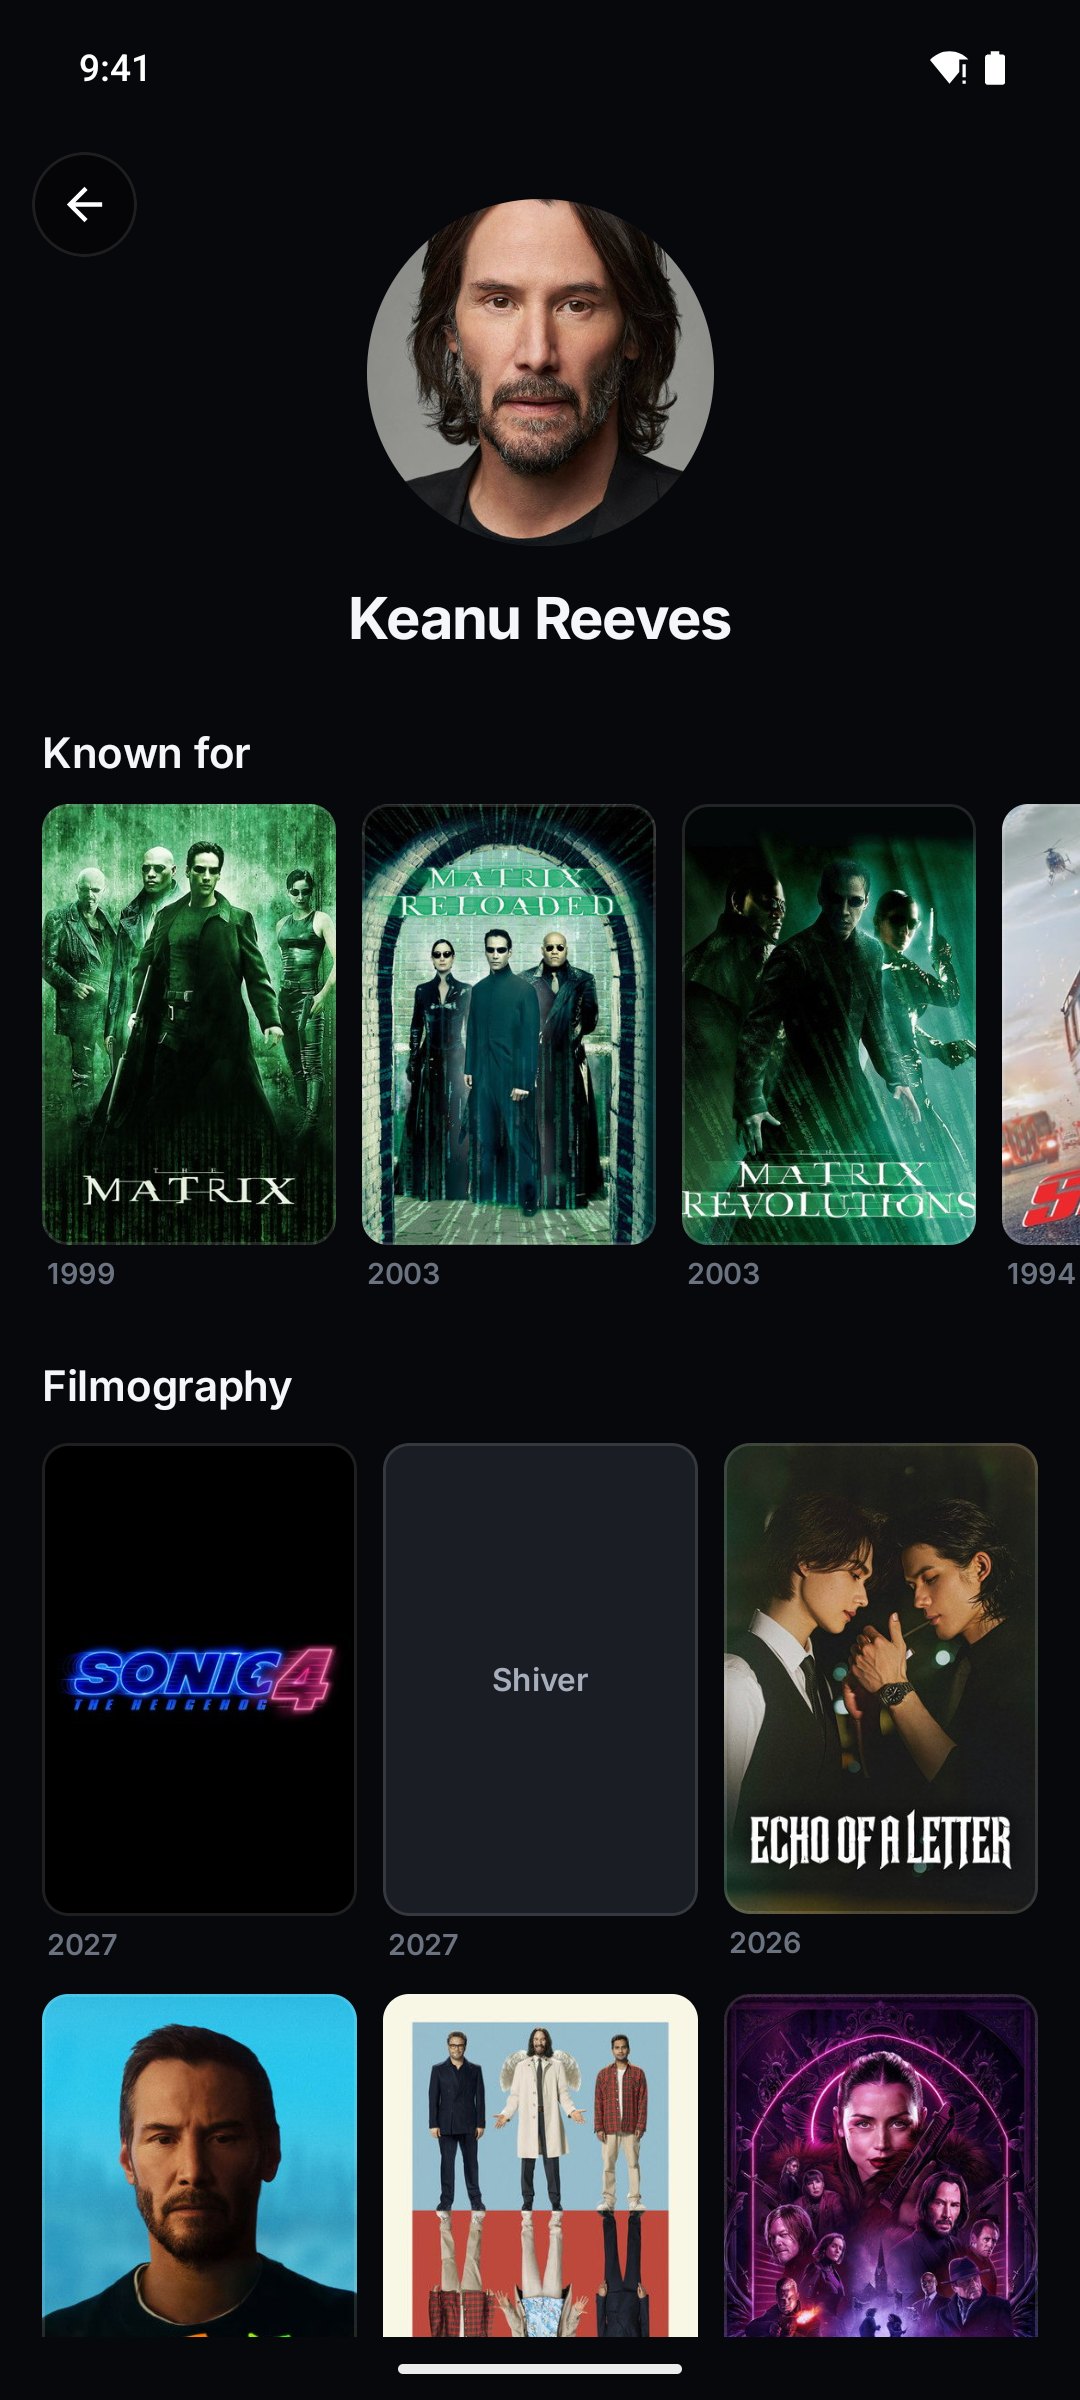 9:41
Keanu Reeves
Known for
THE
MATRIX
MATRIX
RELOADED
THE
MATRIX
REVOLUTIONS
1999
2003
2003
1994
Filmography
SONIC 4
THE HEDGEHOG
Shiver
ECHO OF A LETTER
2027
2027
2026